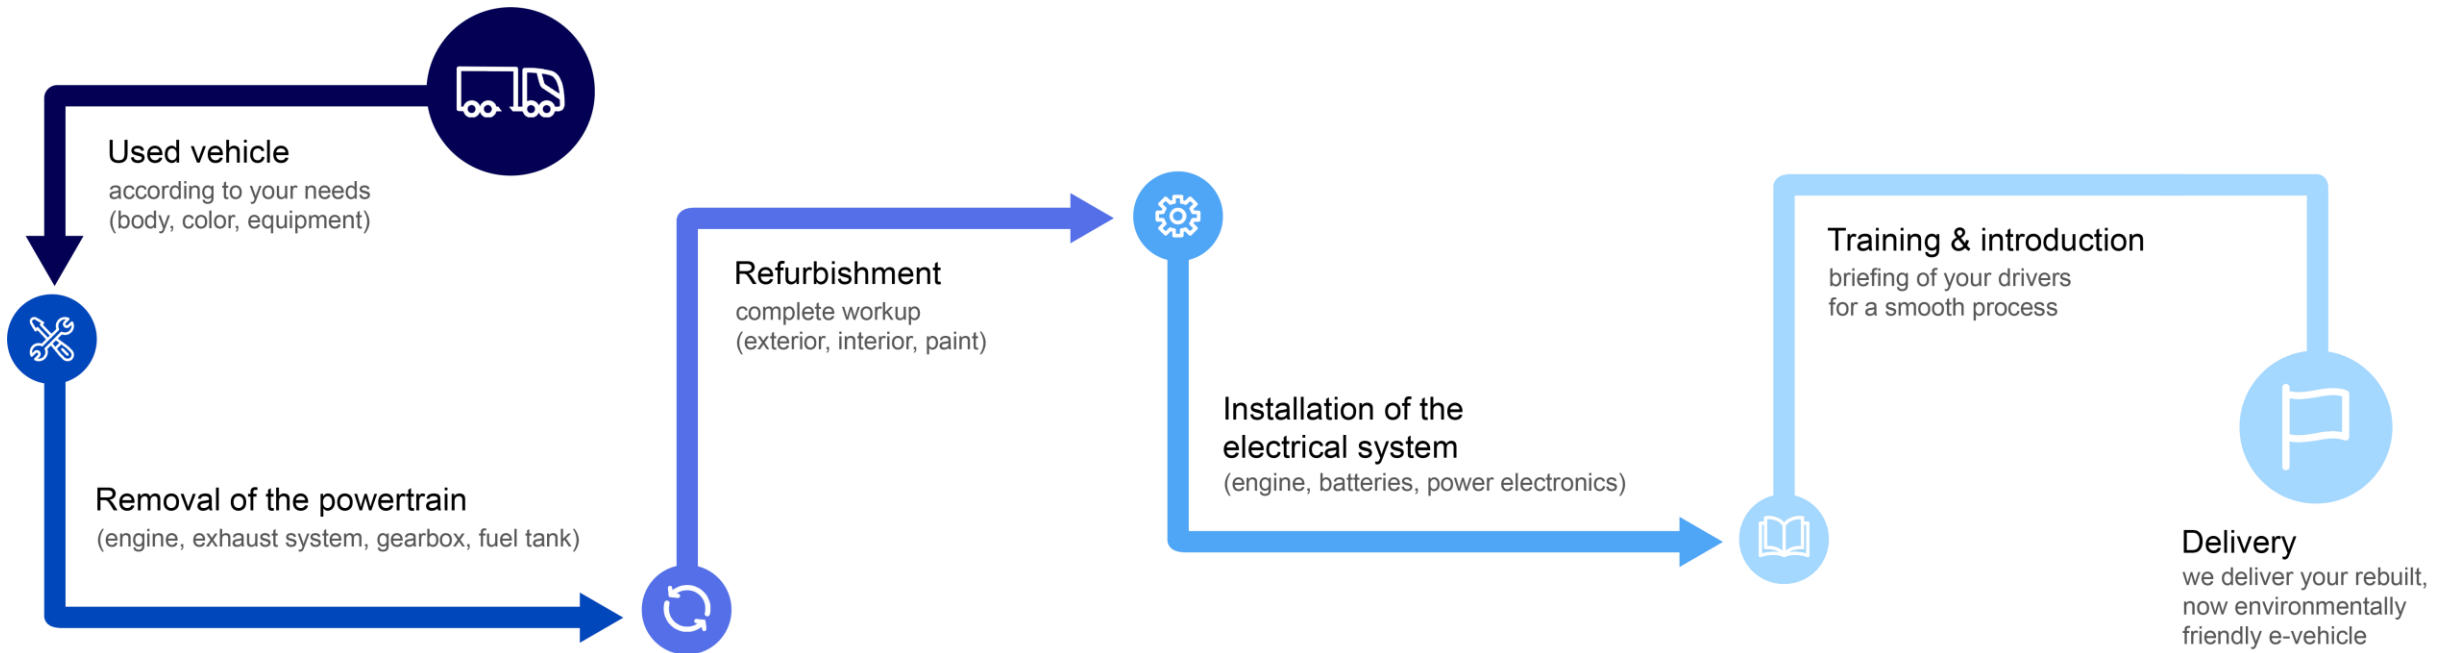 Used vehicle
according to your needs
(body, color, equipment)
Removal of the powertrain
(engine, exhaust system, gearbox, fuel tank)
Refurbishment
complete workup
(exterior, interior, paint)
Installation of the
electrical system
(engine, batteries, power electronics)
Training & introduction
briefing of your drivers
for a smooth process
Delivery
we deliver your rebuilt,
now environmentally
friendly e-vehicle